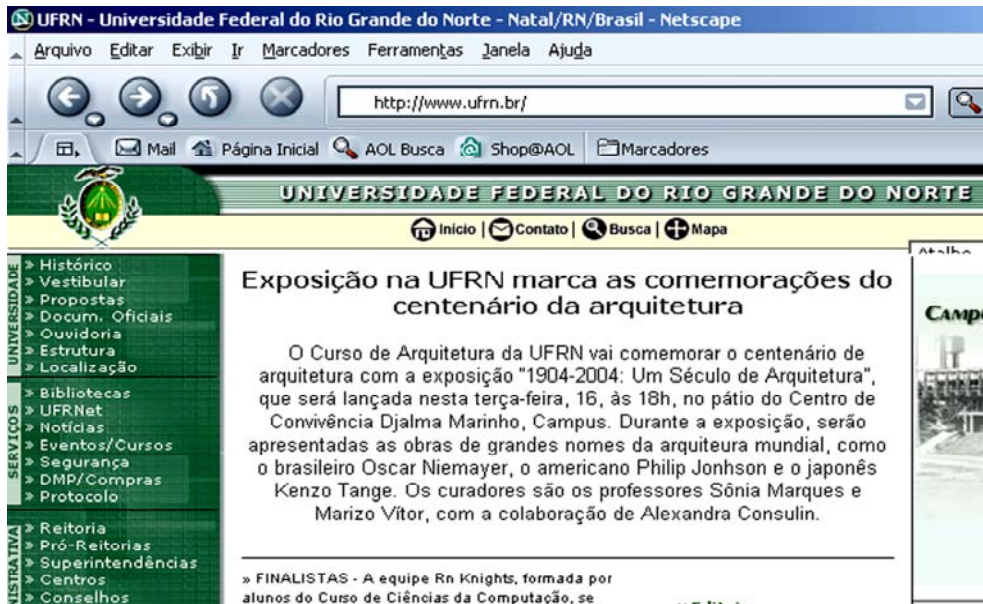 UFRN - Universidade Federal do Rio Grande do Norte - Natal/RN/Brasil - Netscape
Arquivo Editar Exibir Ir Marcadores Ferramentas Janela Ajuda
http://www.ufrn.br/
Mail Página Inicial AOL Busca Shop@AOL Marcadores
UNIVERSIDADE FEDERAL DO RIO GRANDE DO NORTE
Inicio | Contato | Busca | Mapa
UNIVERSIDADE
» Histórico
» Vestibular
» Propostas
» Docum. Oficiais
» Ouvidoria
» Estrutura
» Localização
SERVIÇOS
» Bibliotecas
» UFRNet
» Notícias
» Eventos/Cursos
» Segurança
» DMP/Compras
» Protocolo
» Reitoria
» Pró-Reitorias
» Superintendências
» Centros
» Conselhos
Exposição na UFRN marca as comemorações do
centenário da arquitetura
O Curso de Arquitetura da UFRN vai comemorar o centenário de
arquitetura com a exposição "1904-2004: Um Século de Arquitetura",
que será lançada nesta terça-feira, 16, às 18h, no pátio do Centro de
Convivência Djalma Marinho, Campus. Durante a exposição, serão
apresentadas as obras de grandes nomes da arquiteura mundial, como
o brasileiro Oscar Niemayer, o americano Philip Jonhson e o japonês
Kenzo Tange. Os curadores são os professores Sônia Marques e
Marizo Vítor, com a colaboração de Alexandra Consulin.
» FINALISTAS - A equipe Rn Knights, formada por
alunos do Curso de Ciências da Computação, se